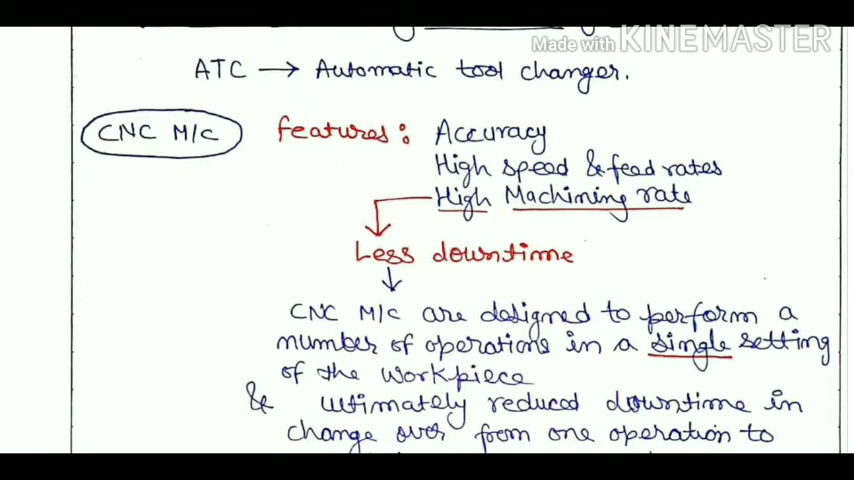 Made with KINEMASTER
ATC → Automatic tool changer.
CNC M/C features: Accuracy
High speed & feed rates
High Machining rate
Less downtime
CNC M/C are designed to perform a
number of operations in a single setting
of the workpiece
& ultimately reduced downtime in
change over from one operation to